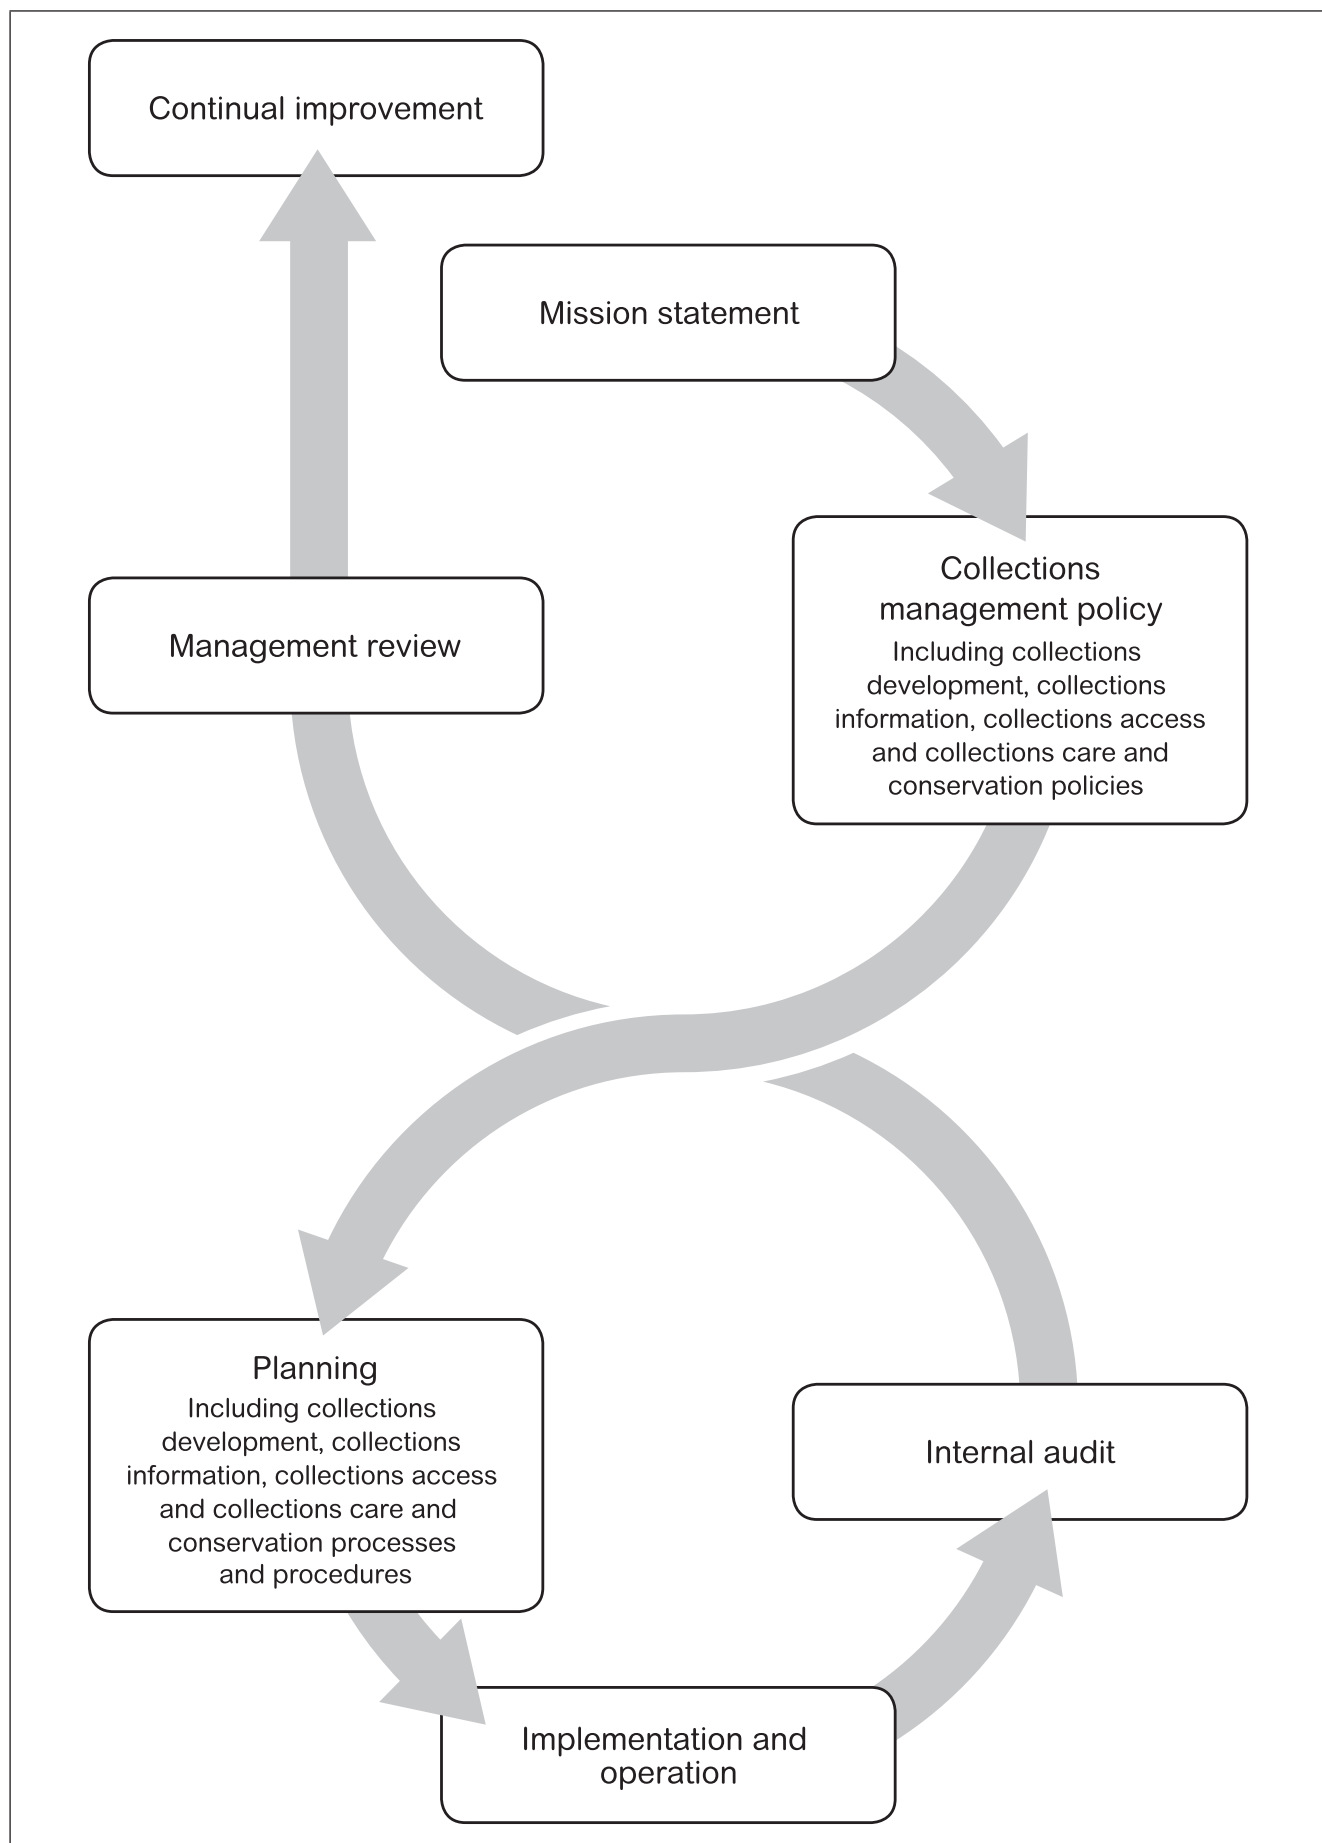 Continual improvement
Mission statement
Collections
management policy
Including collections
development, collections
information, collections access
and collections care and
conservation policies
Management review
Planning
Including collections
development, collections
information, collections access
and collections care and
conservation processes
and procedures
Internal audit
Implementation and
operation